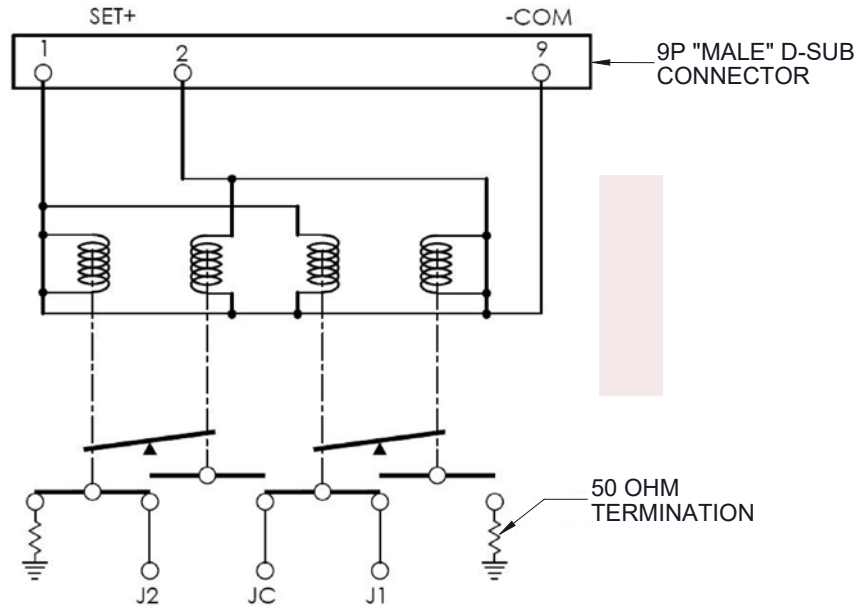 SET+
-COM
1
2
9
9P "MALE" D-SUB
CONNECTOR
50 OHM
TERMINATION
J2
JC
J1